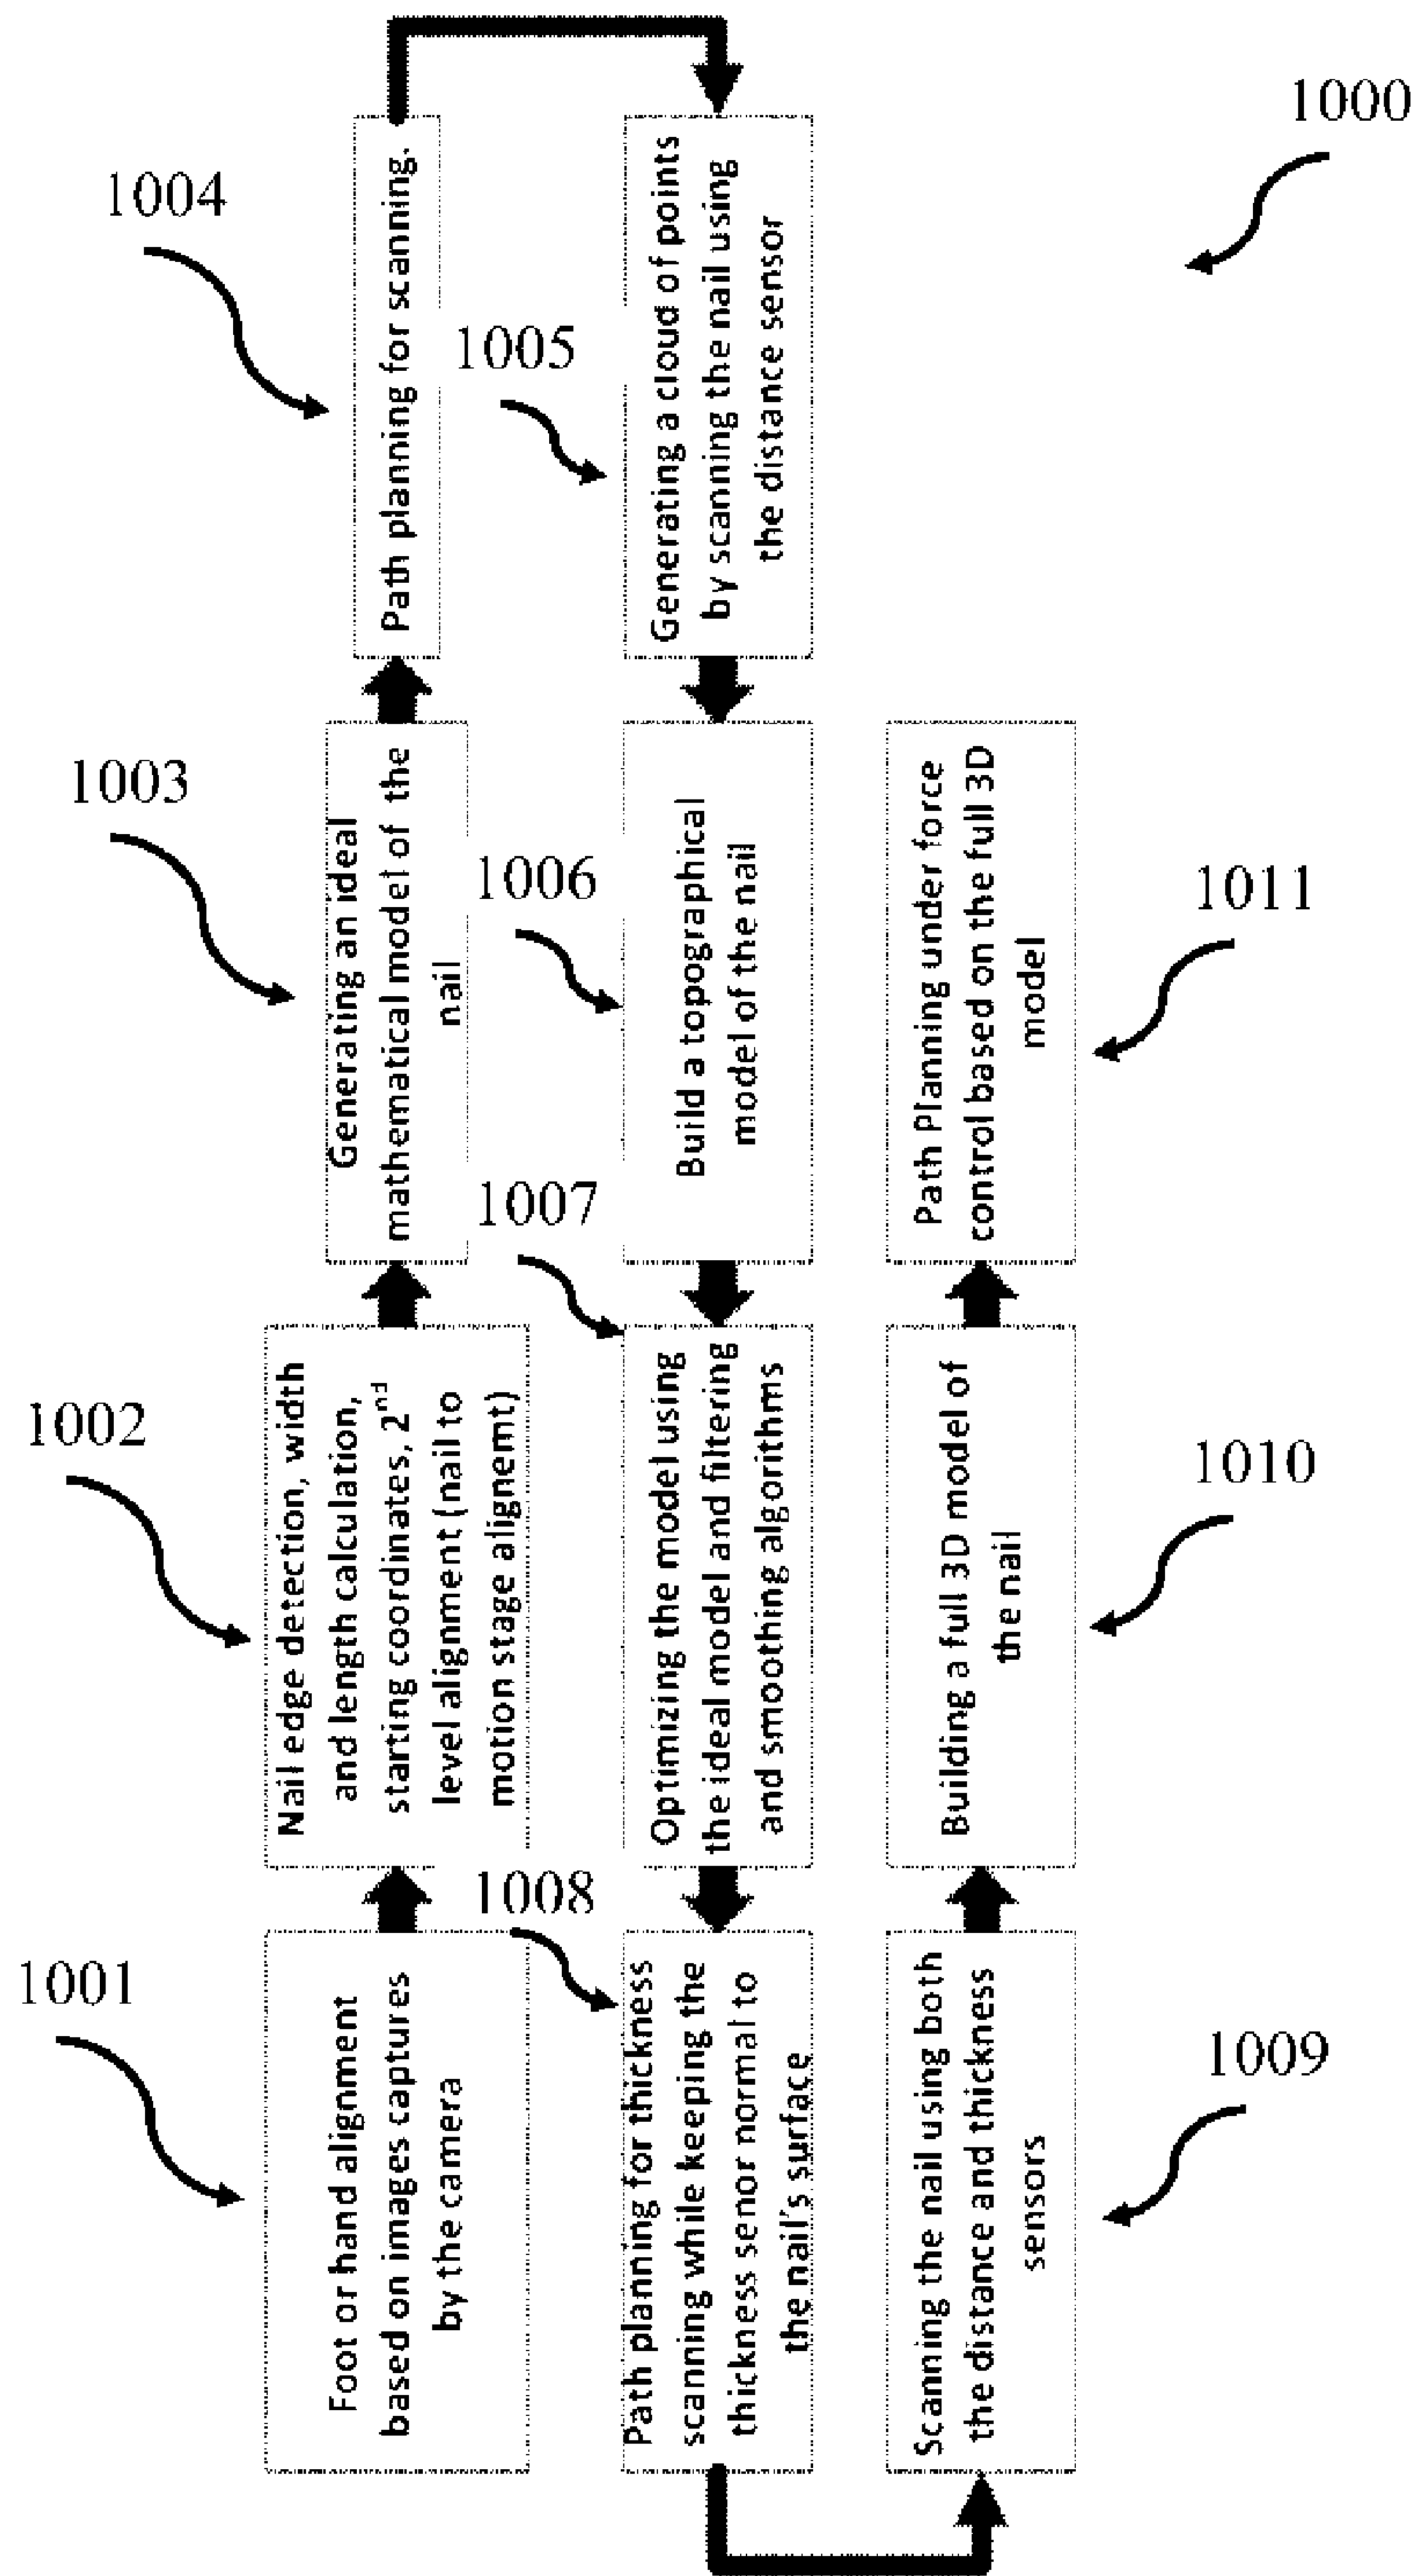 1001
Foot or hand alignment
based on images captures
by the camera
1002
Nail edge detection, width
and length calculation,
starting coordinates, 2nd
level alignment (nail to
motion stage alignemt)
1003
Generating an ideal
mathematical model of the
nail
1004
Path planning for scanning.
1005
Generating a cloud of points
by scanning the nail using
the distance sensor
1006
Build a topographical
model of the nail
1007
Optimizing the model using
the ideal model and filtering
and smoothing algorithms
1008
Path planning for thickness
scanning while keeping the
thickness senor normal to
the nail's surface
1009
Scanning the nail using both
the distance and thickness
sensors
1010
Building a full 3D model of
the nail
1011
Path Planning under force
control based on the full 3D
model
1000